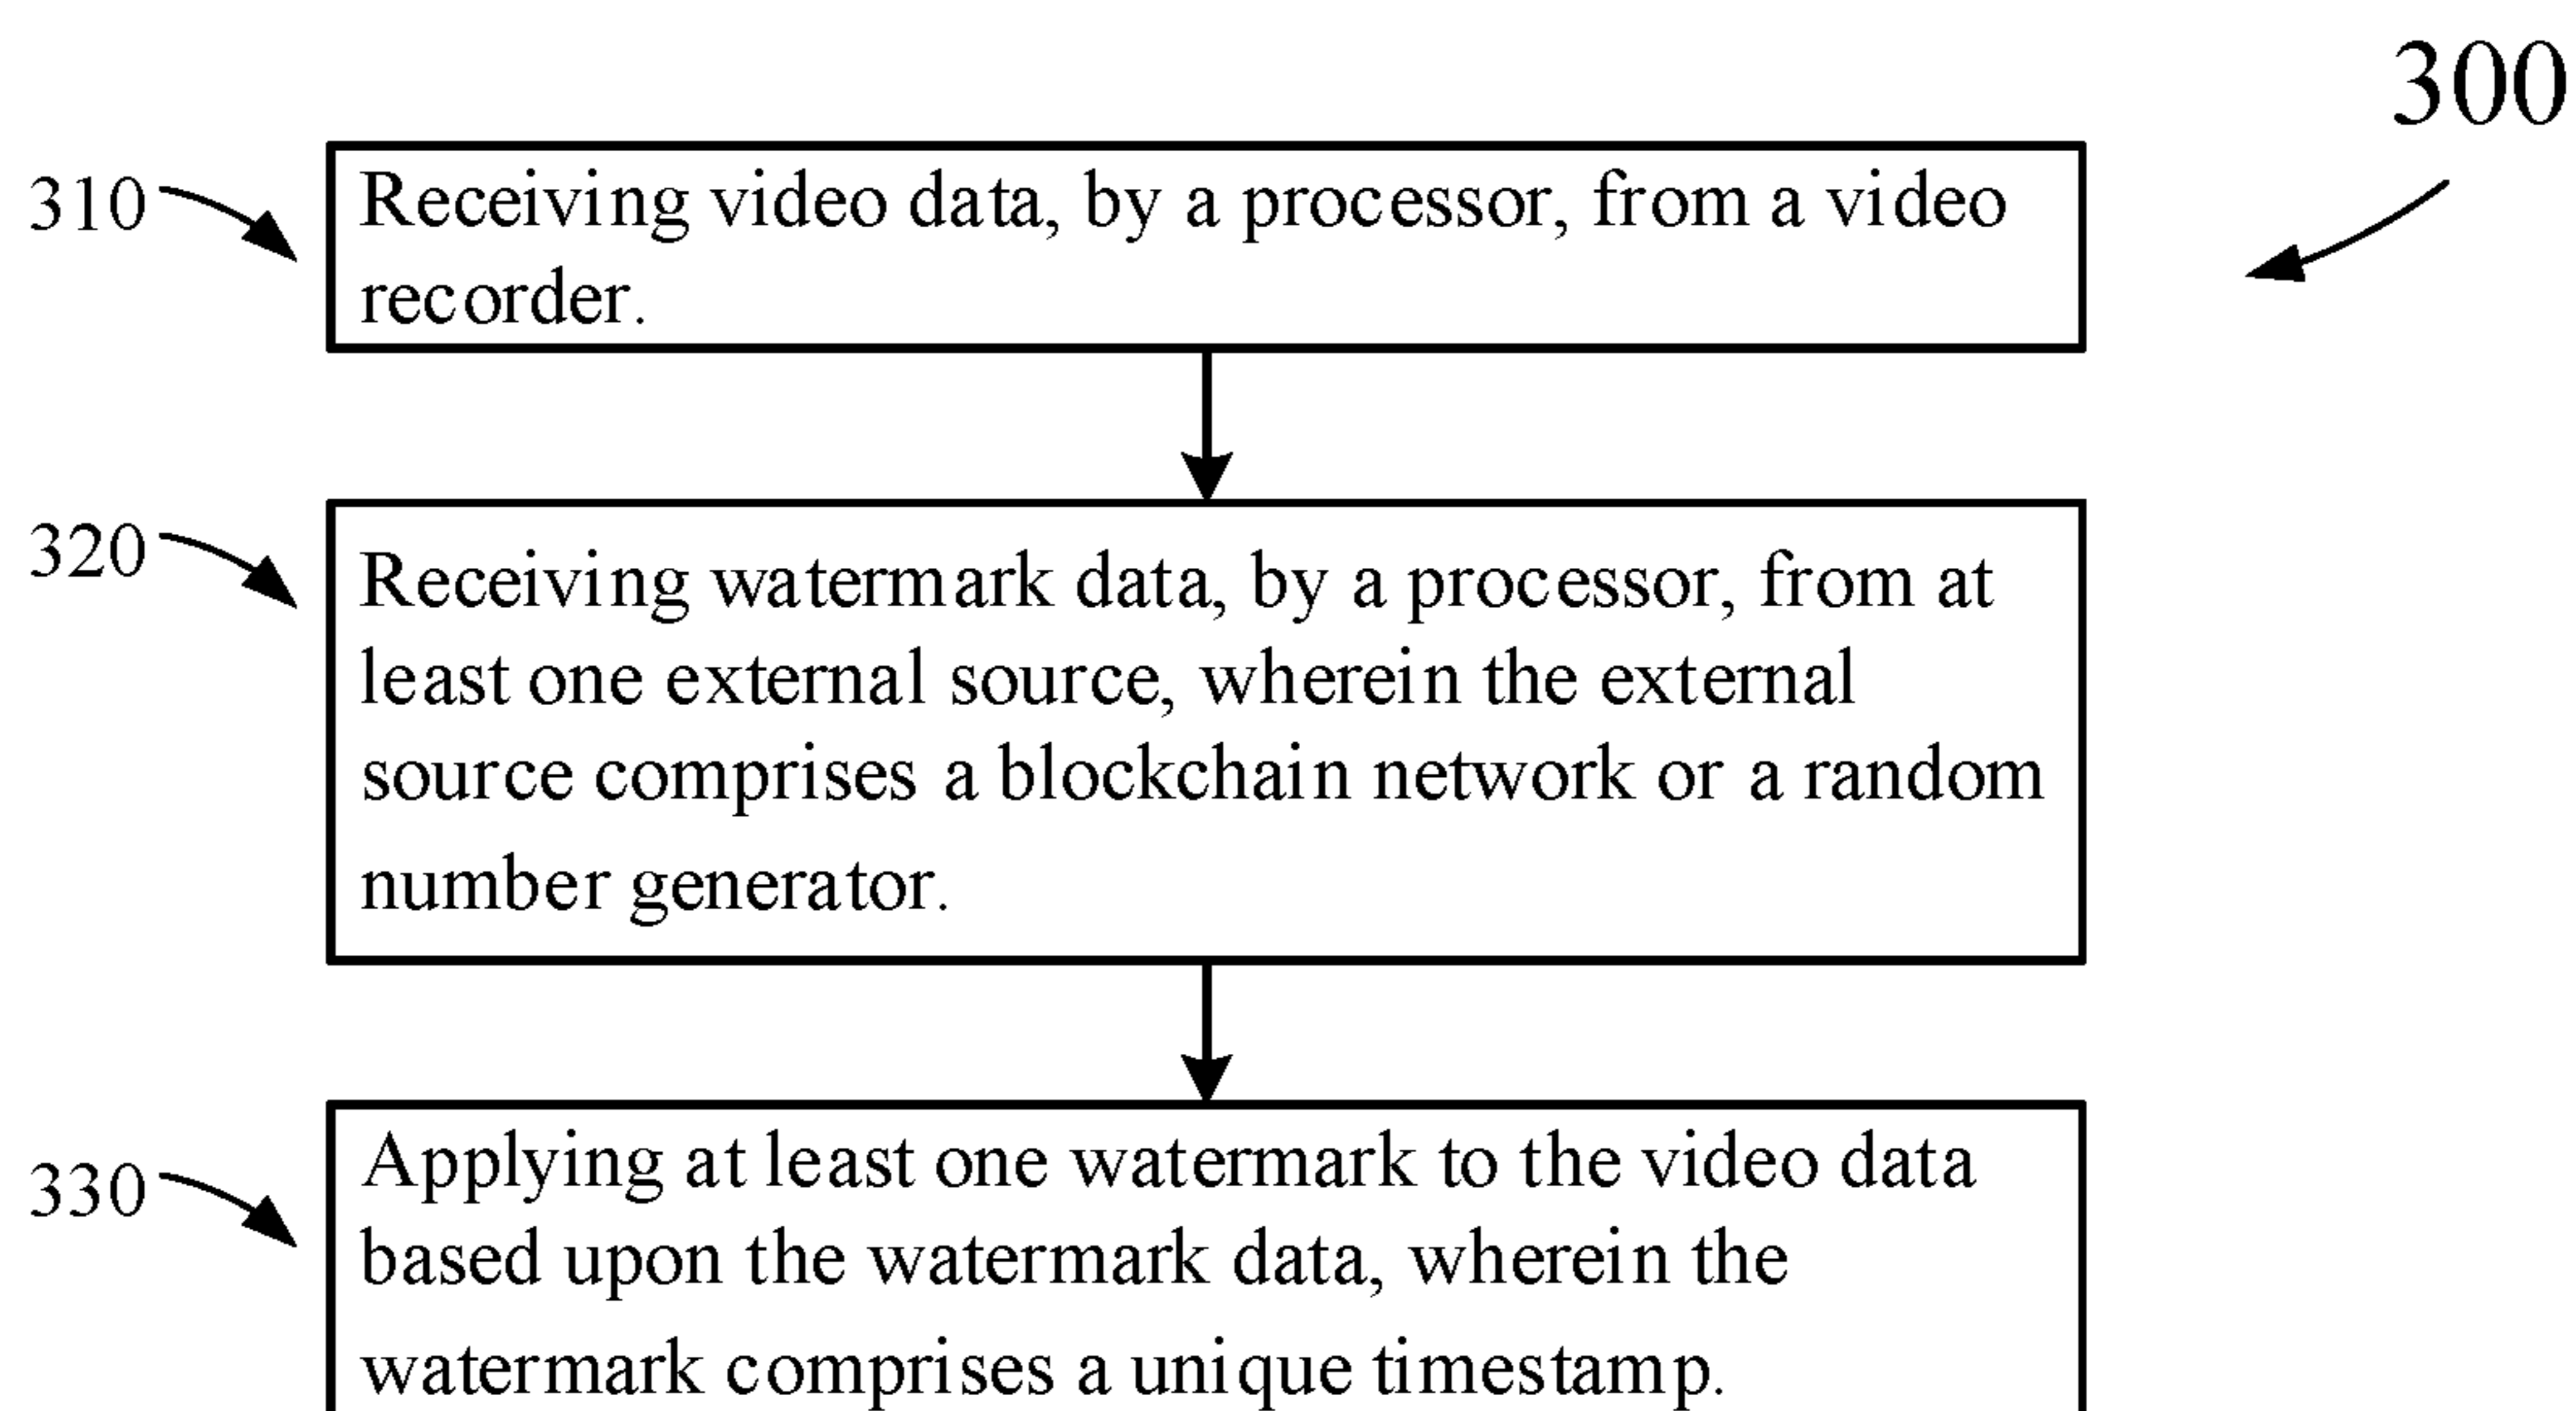 300
310
Receiving video data, by a processor, from a video
recorder.
320
Receiving watermark data, by a processor, from at
least one external source, wherein the external
source comprises a blockchain network or a random
number generator.
330
Applying at least one watermark to the video data
based upon the watermark data, wherein the
watermark comprises a unique timestamp.